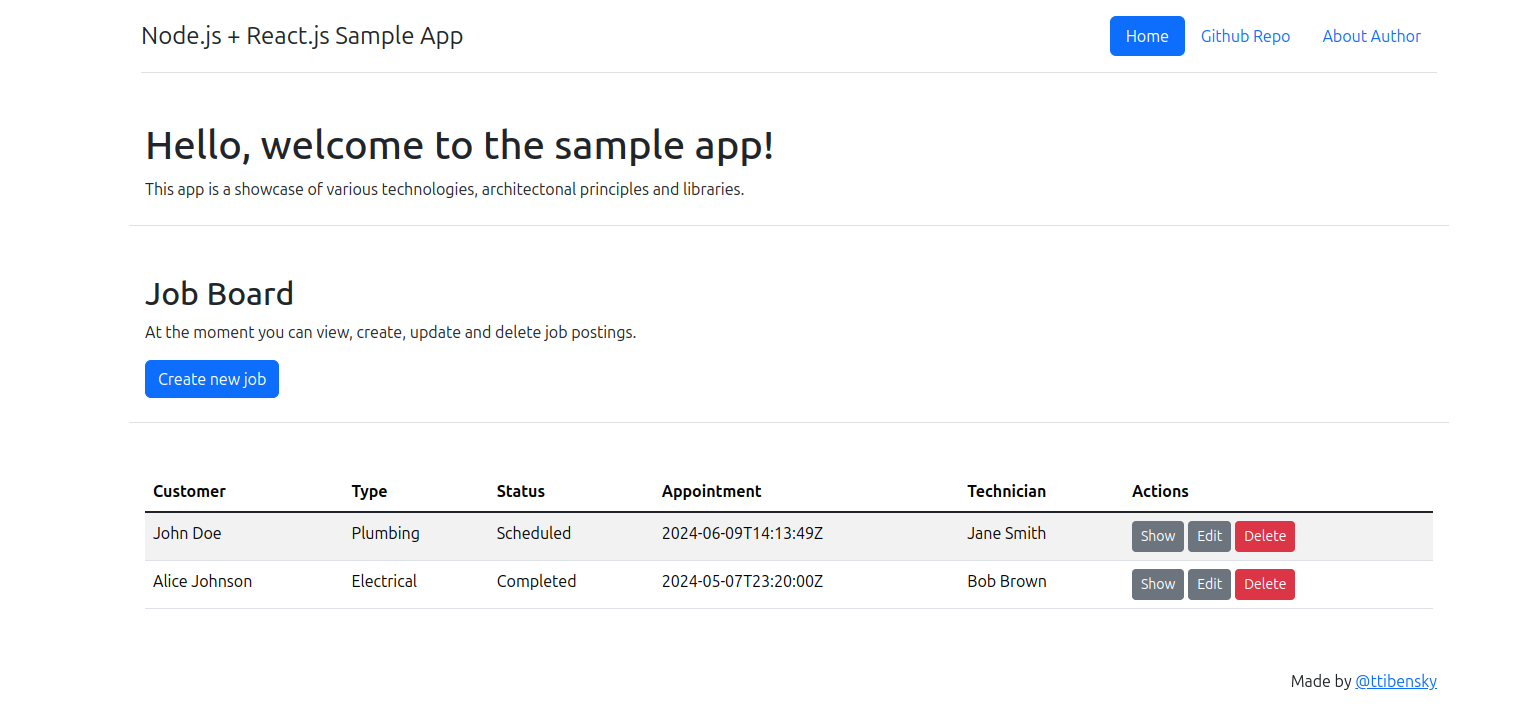 Node.js + React.js Sample App Home Github Repo About Author
Hello, welcome to the sample app!
This app is a showcase of various technologies, architectonal principles and libraries.
Job Board
At the moment you can view, create, update and delete job postings.
Create new job
Customer Type Status Appointment Technician Actions
John Doe Plumbing Scheduled 2024-06-09T14:13:49Z Jane Smith Show Edit Delete
Alice Johnson Electrical Completed 2024-05-07T23:20:00Z Bob Brown Show Edit Delete
Made by @ttibensky